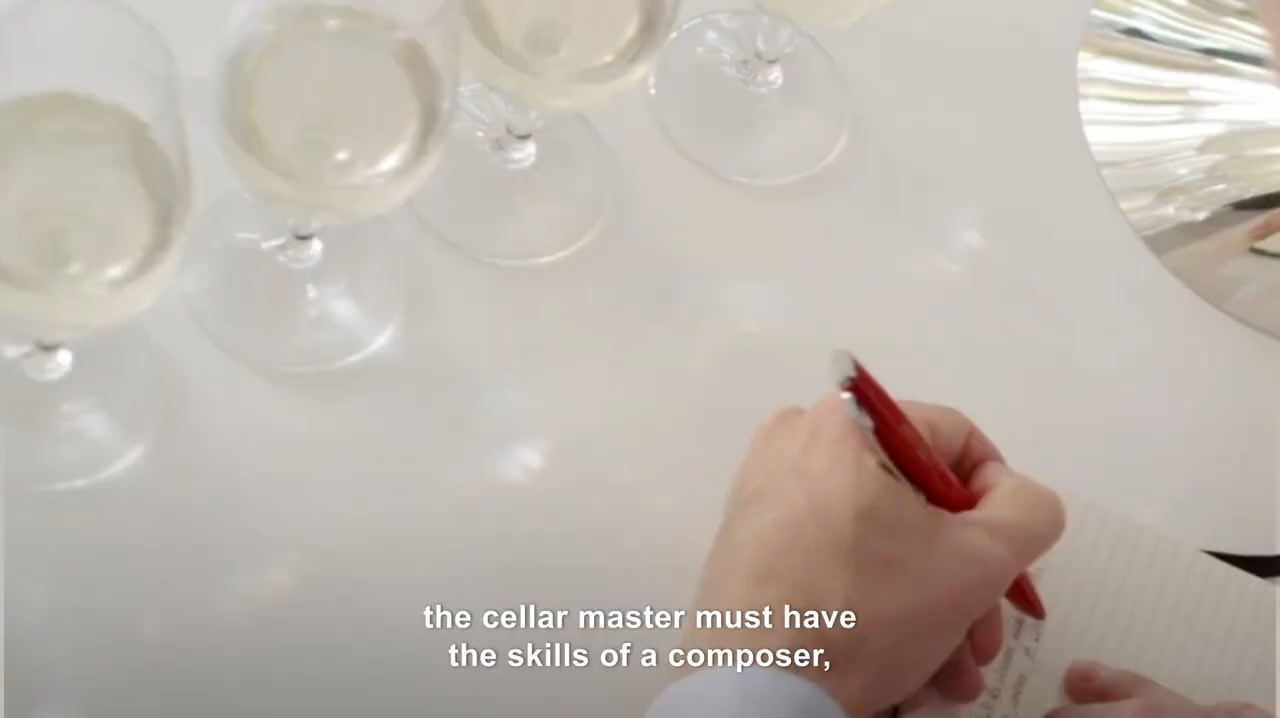 the cellar master must have
the skills of a composer,